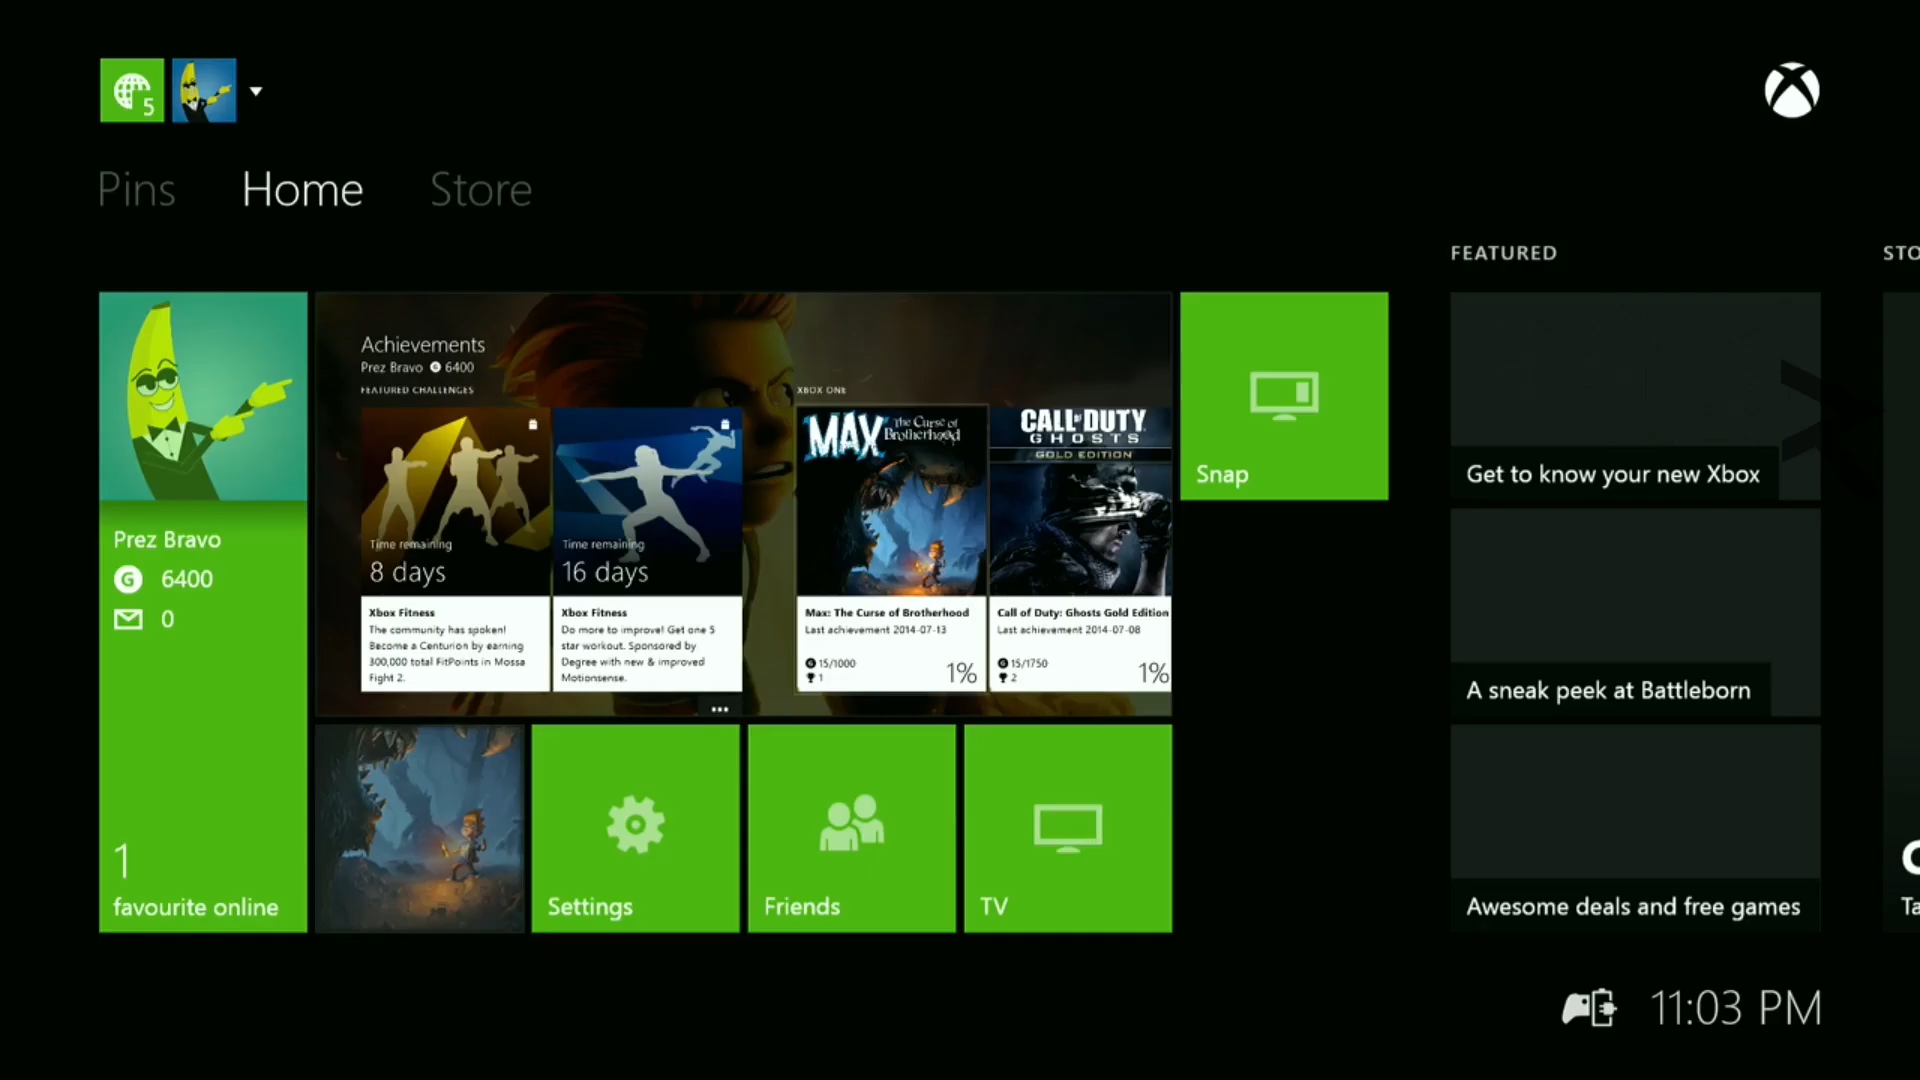 5
Pins Home Store
FEATURED
STO
Achievements
Prez Bravo G 6400
FEATURED CHALLENGES
XBOX ONE
Time remaining
8 days
Xbox Fitness
The community has spoken!
Become a Centurion by earning
300,000 total FitPoints in Mossa
Fight 2.
Time remaining
16 days
Xbox Fitness
Do more to improve! Get one 5
star workout. Sponsored by
Degree with new & improved
Motionsense.
MAX The Curse of
Brotherhood
Max: The Curse of Brotherhood
Last achievement 2014-07-13
G 15/1000
1
1%
CALL OF DUTY
GHOSTS
GOLD EDITION
Call of Duty: Ghosts Gold Edition
Last achievement 2014-07-08
G 15/1750
2
1%
Snap
Prez Bravo
G 6400
0
1
favourite online
Settings
Friends
TV
Get to know your new Xbox
A sneak peek at Battleborn
Awesome deals and free games
Ta
11:03 PM